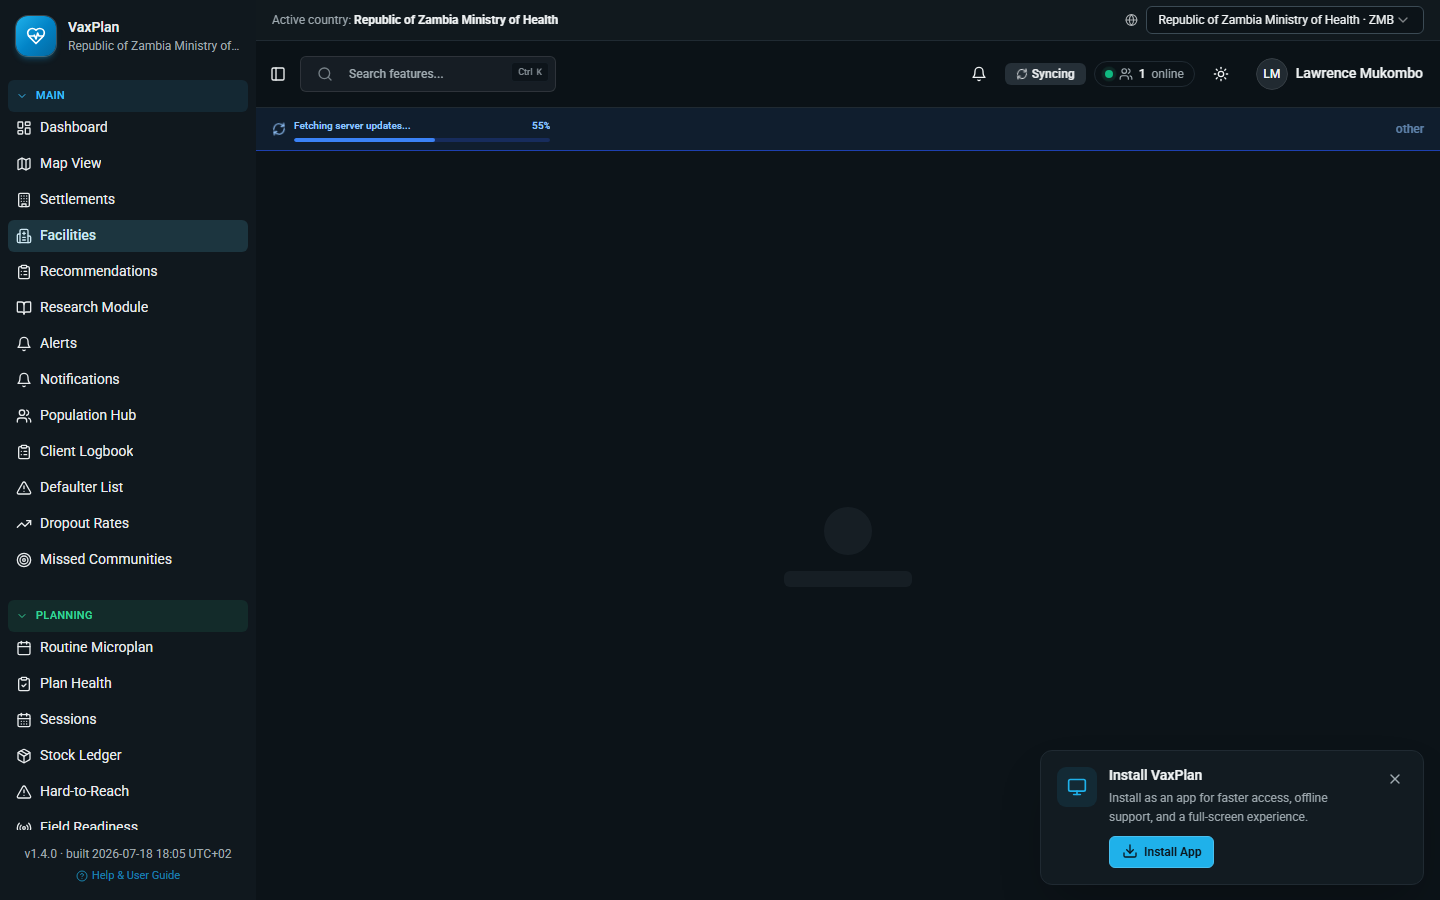 VaxPlan
Republic of Zambia Ministry of...
MAIN
Dashboard
Map View
Settlements
Facilities
Recommendations
Research Module
Alerts
Notifications
Population Hub
Client Logbook
Defaulter List
Dropout Rates
Missed Communities
PLANNING
Routine Microplan
Plan Health
Sessions
Stock Ledger
Hard-to-Reach
Field Readiness
v1.4.0 · built 2026-07-18 18:05 UTC+02
Help & User Guide
Active country: Republic of Zambia Ministry of Health
Republic of Zambia Ministry of Health · ZMB
Search features...
Ctrl K
Syncing
1 online
LM
Lawrence Mukombo
Fetching server updates...
55%
other
Install VaxPlan
Install as an app for faster access, offline
support, and a full-screen experience.
Install App